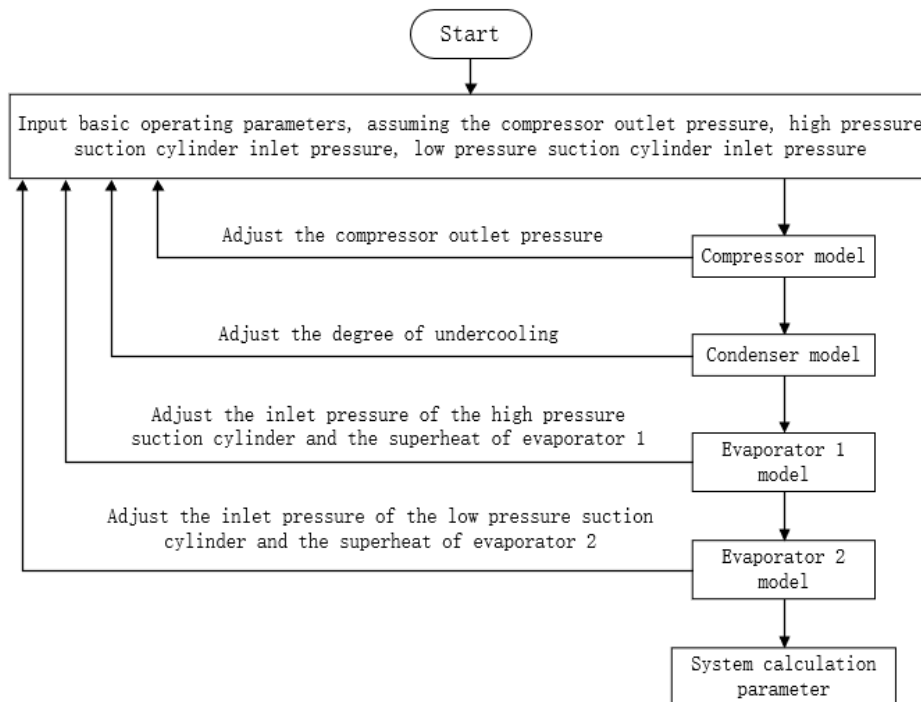 Start
Input basic operating parameters, assuming the compressor outlet pressure, high pressure
suction cylinder inlet pressure, low pressure suction cylinder inlet pressure
Adjust the compressor outlet pressure
Compressor model
Adjust the degree of undercooling
Condenser model
Adjust the inlet pressure of the high pressure
suction cylinder and the superheat of evaporator 1
Evaporator 1
model
Adjust the inlet pressure of the low pressure suction
cylinder and the superheat of evaporator 2
Evaporator 2
model
System calculation
parameter